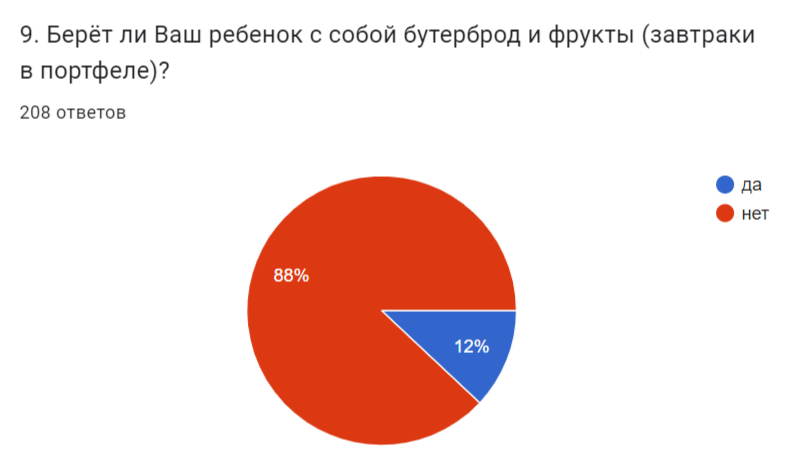 9. Берёт ли Ваш ребенок с собой бутерброд и фрукты (завтраки
в портфеле)?
208 ответов
да
нет
88%
12%